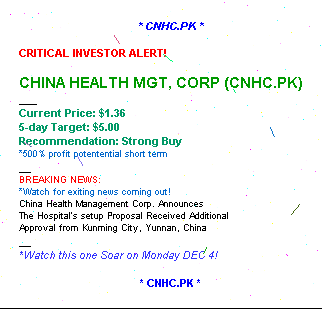 * CNHC.PK *
CRITICAL INVESTOR ALERT!
CHINA HEALTH MGT, CORP (CNHC.PK)
Current Price: $1.36
5-day Target: $5.00
Recommendation: Strong Buy
*500% profit potentential short term
BREAKING NEWS:
*Watch for exiting news coming out!
China Health Management Corp. Announces
The Hospital's setup Proposal Received Additional
Approval from Kunming City, Yunnan, China
*Watch this one Soar on Monday DEC 4!
* CNHC.PK *